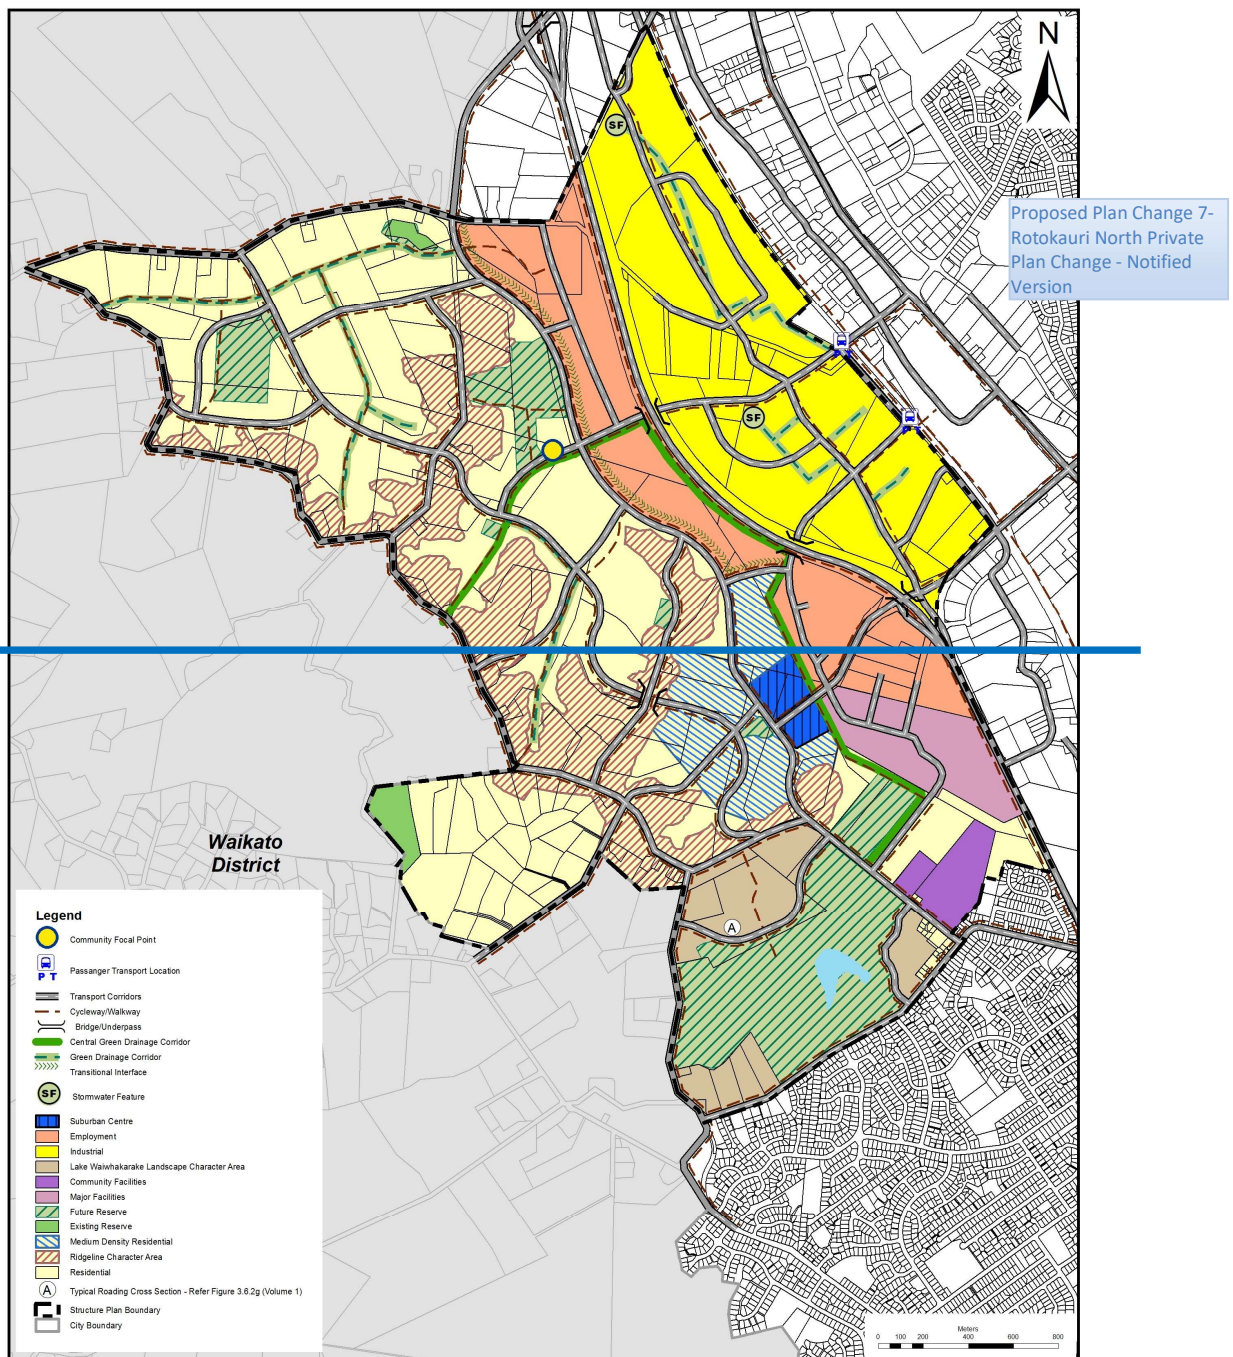 N
SF
Proposed Plan Change 7-
Rotokauri North Private
Plan Change - Notified
Version
P T
SF
P T
Waikato
District
A
Legend
Community Focal Point
P T
Passanger Transport Location
Transport Corridors
Cycleway/Walkway
Bridge/Underpass
Central Green Drainage Corridor
Green Drainage Corridor
Transitional Interface
SF
Stormwater Feature
Suburban Centre
Employment
Industrial
Lake Waiwhakarake Landscape Character Area
Community Facilities
Major Facilities
Future Reserve
Existing Reserve
Medium Density Residential
Ridgeline Character Area
Residential
A
Typical Roading Cross Section - Refer Figure 3.6.2g (Volume 1)
Structure Plan Boundary
City Boundary
Meters
0 100 200 400 600 800